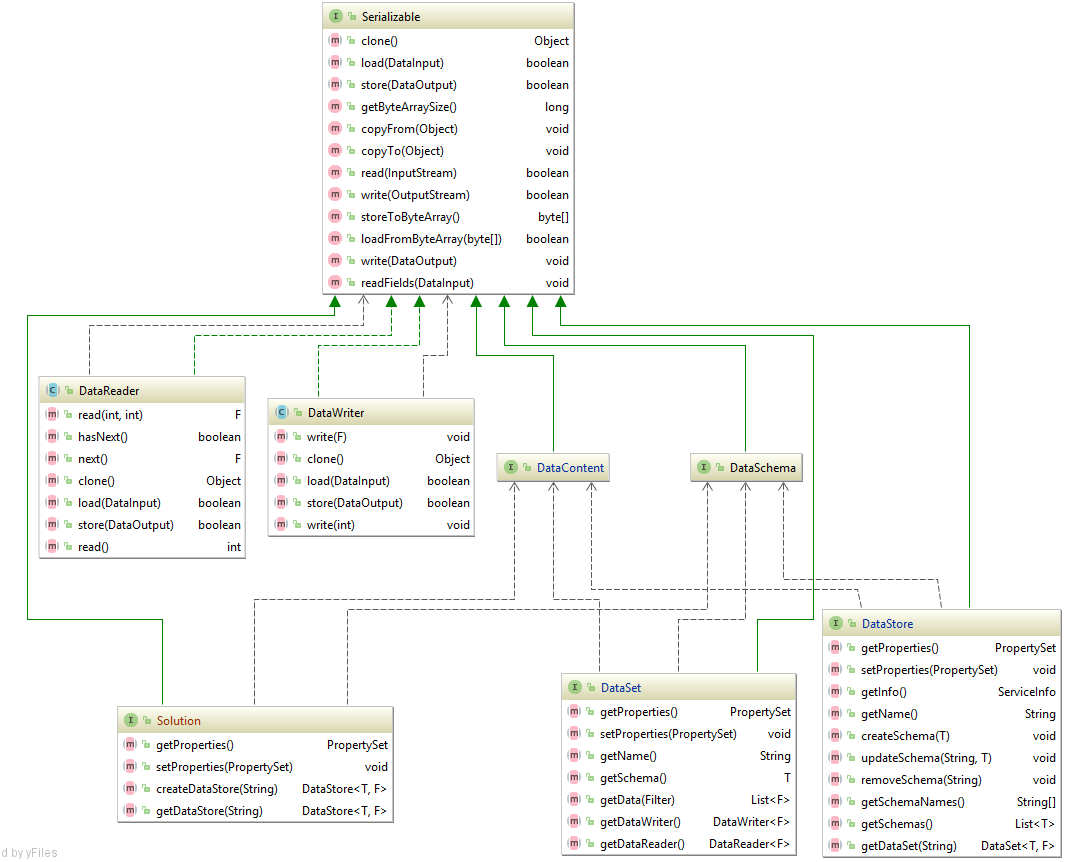 Serializable
clone() Object
load(DataInput) boolean
store(DataOutput) boolean
getByteArraySize() long
copyFrom(Object) void
copyTo(Object) void
read(InputStream) boolean
write(OutputStream) boolean
storeToByteArray() byte[]
loadFromByteArray(byte[]) boolean
write(DataOutput) void
readFields(DataInput) void
DataReader
read(int, int) F
hasNext() boolean
next() F
clone() Object
load(DataInput) boolean
store(DataOutput) boolean
read() int
DataWriter
write(F) void
clone() Object
load(DataInput) boolean
store(DataOutput) boolean
write(int) void
DataContent
DataSchema
Solution
getProperties() PropertySet
setProperties(PropertySet) void
createDataStore(String) DataStore<T, F>
getDataStore(String) DataStore<T, F>
DataSet
getProperties() PropertySet
setProperties(PropertySet) void
getName() String
getSchema() T
getData(Filter) List<F>
getDataWriter() DataWriter<F>
getDataReader() DataReader<F>
DataStore
getProperties() PropertySet
setProperties(PropertySet) void
getInfo() ServiceInfo
getName() String
createSchema(T) void
updateSchema(String, T) void
removeSchema(String) void
getSchemaNames() String[]
getSchemas() List<T>
getDataSet(String) DataSet<T, F>
d by yFiles